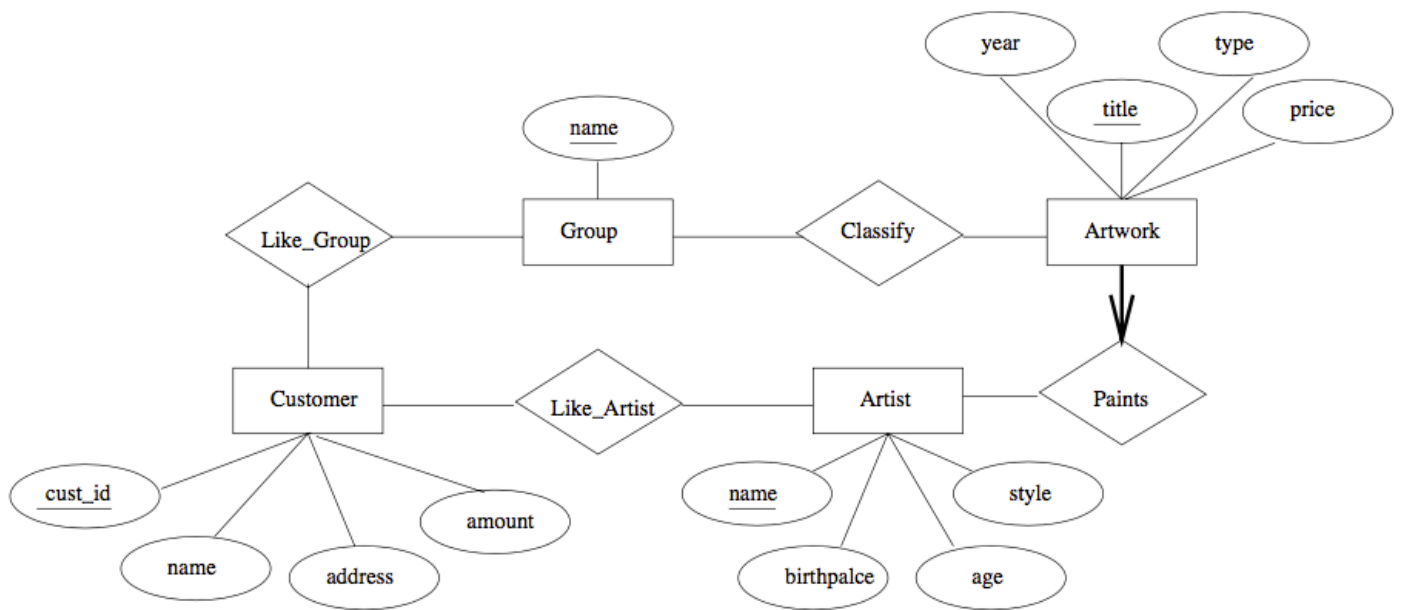 year
type
title
price
name
Like_Group
Group
Classify
Artwork
Customer
Like_Artist
Artist
Paints
cust_id
name
address
amount
name
style
birthpalce
age